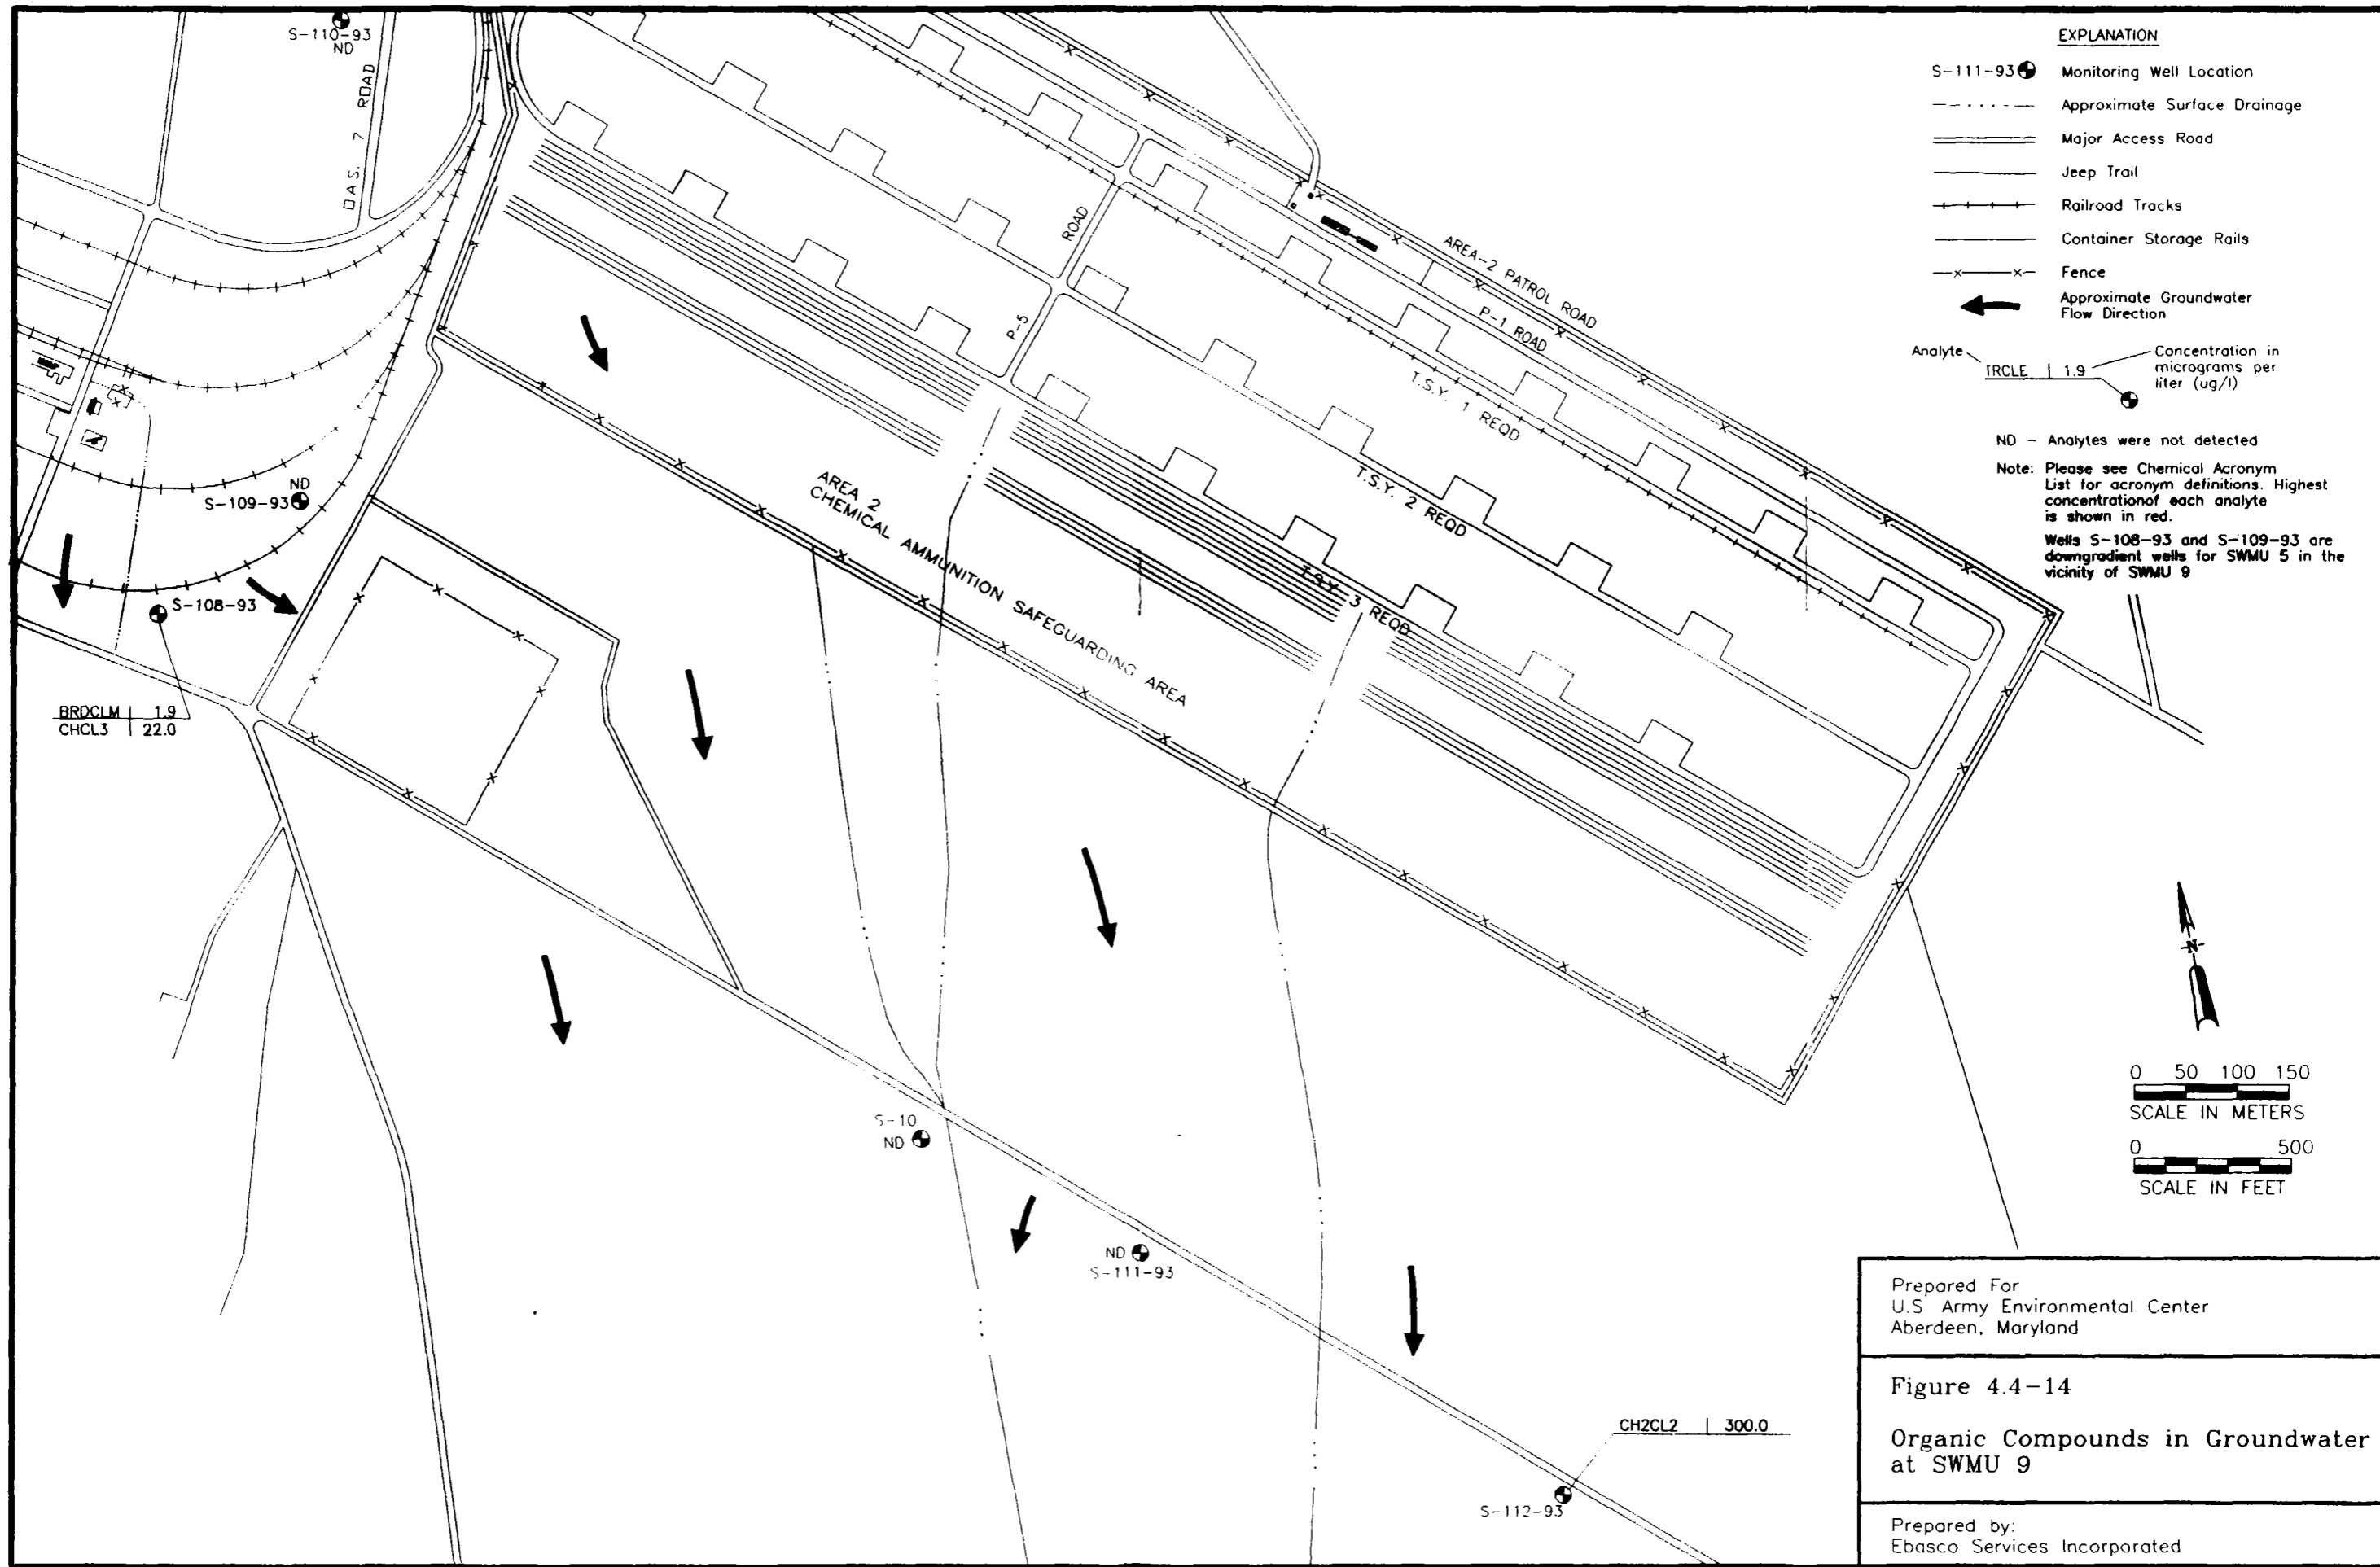 S-110-93
ND
DAS. 7 ROAD
EXPLANATION
S-111-93 Monitoring Well Location
Approximate Surface Drainage
Major Access Road
Jeep Trail
Railroad Tracks
Container Storage Rails
Fence
Approximate Groundwater
Flow Direction
Analyte
TRCLE | 1.9
Concentration in
micrograms per
liter (ug/l)
ND - Analytes were not detected
Note: Please see Chemical Acronym
List for acronym definitions. Highest
concentrationof each analyte
is shown in red.
Wells S-108-93 and S-109-93 are
downgradient wells for SWMU 5 in the
vicinity of SWMU 9
ROAD
P-5
AREA-2 PATROL ROAD
P-1 ROAD
T.S.Y. 1 REQD
T.S.Y. 2 REQD
T.S.Y. 3 REQD
AREA 2
CHEMICAL AMMUNITION SAFEGUARDING AREA
ND
S-109-93
S-108-93
BRDCLM | 1.9
CHCL3 | 22.0
N
0 50 100 150
SCALE IN METERS
0 500
SCALE IN FEET
S-10
ND
ND
S-111-93
CH2CL2 | 300.0
S-112-93
Prepared For
U.S Army Environmental Center
Aberdeen, Maryland
Figure 4.4-14
Organic Compounds in Groundwater
at SWMU 9
Prepared by:
Ebasco Services Incorporated